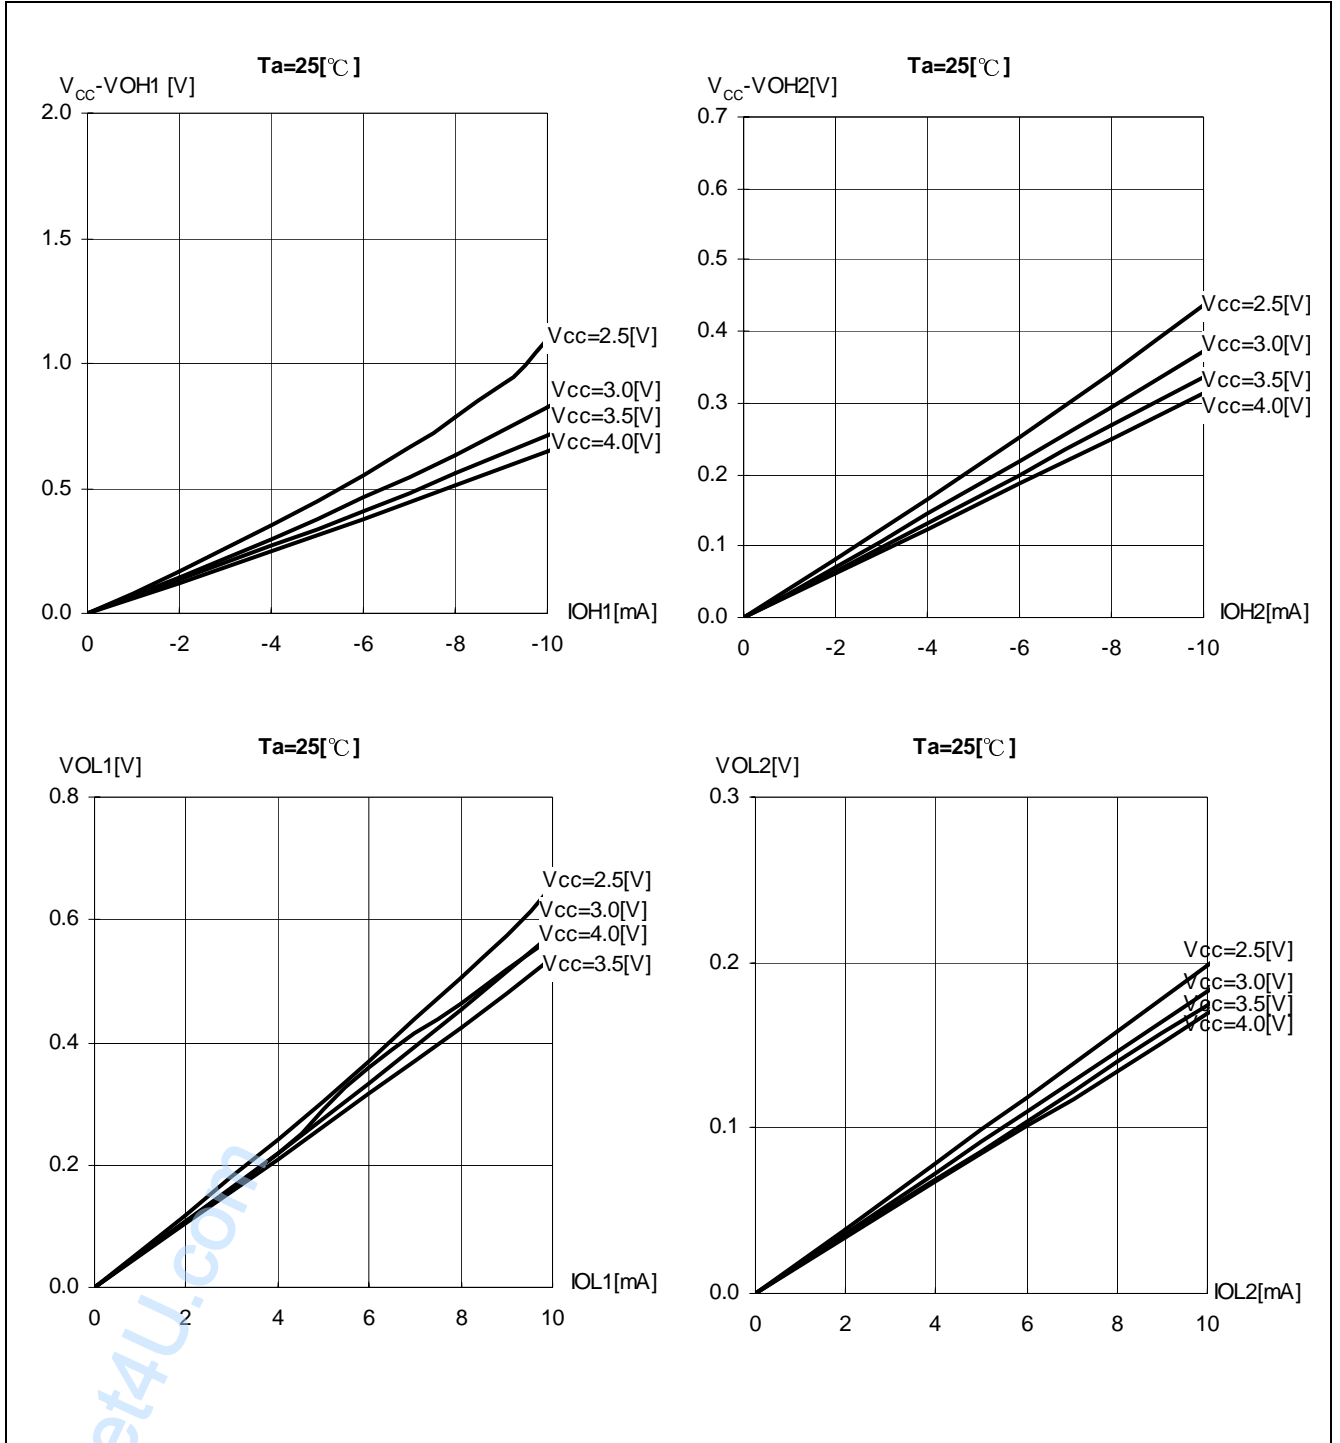 Ta=25[℃]
VCC-VOH1 [V]
2.0
1.5
1.0
0.5
0.0
Vcc=2.5[V]
Vcc=3.0[V]
Vcc=3.5[V]
Vcc=4.0[V]
IOH1[mA]
0 -2 -4 -6 -8 -10
Ta=25[℃]
VCC-VOH2[V]
0.7
0.6
0.5
0.4
0.3
0.2
0.1
0.0
Vcc=2.5[V]
Vcc=3.0[V]
Vcc=3.5[V]
Vcc=4.0[V]
IOH2[mA]
0 -2 -4 -6 -8 -10
Ta=25[℃]
VOL1[V]
0.8
0.6
0.4
0.2
0.0
Vcc=2.5[V]
Vcc=3.0[V]
Vcc=4.0[V]
Vcc=3.5[V]
IOL1[mA]
0 2 4 6 8 10
Ta=25[℃]
VOL2[V]
0.3
0.2
0.1
0.0
Vcc=2.5[V]
Vcc=3.0[V]
Vcc=3.5[V]
Vcc=4.0[V]
IOL2[mA]
0 2 4 6 8 10
et4U.com